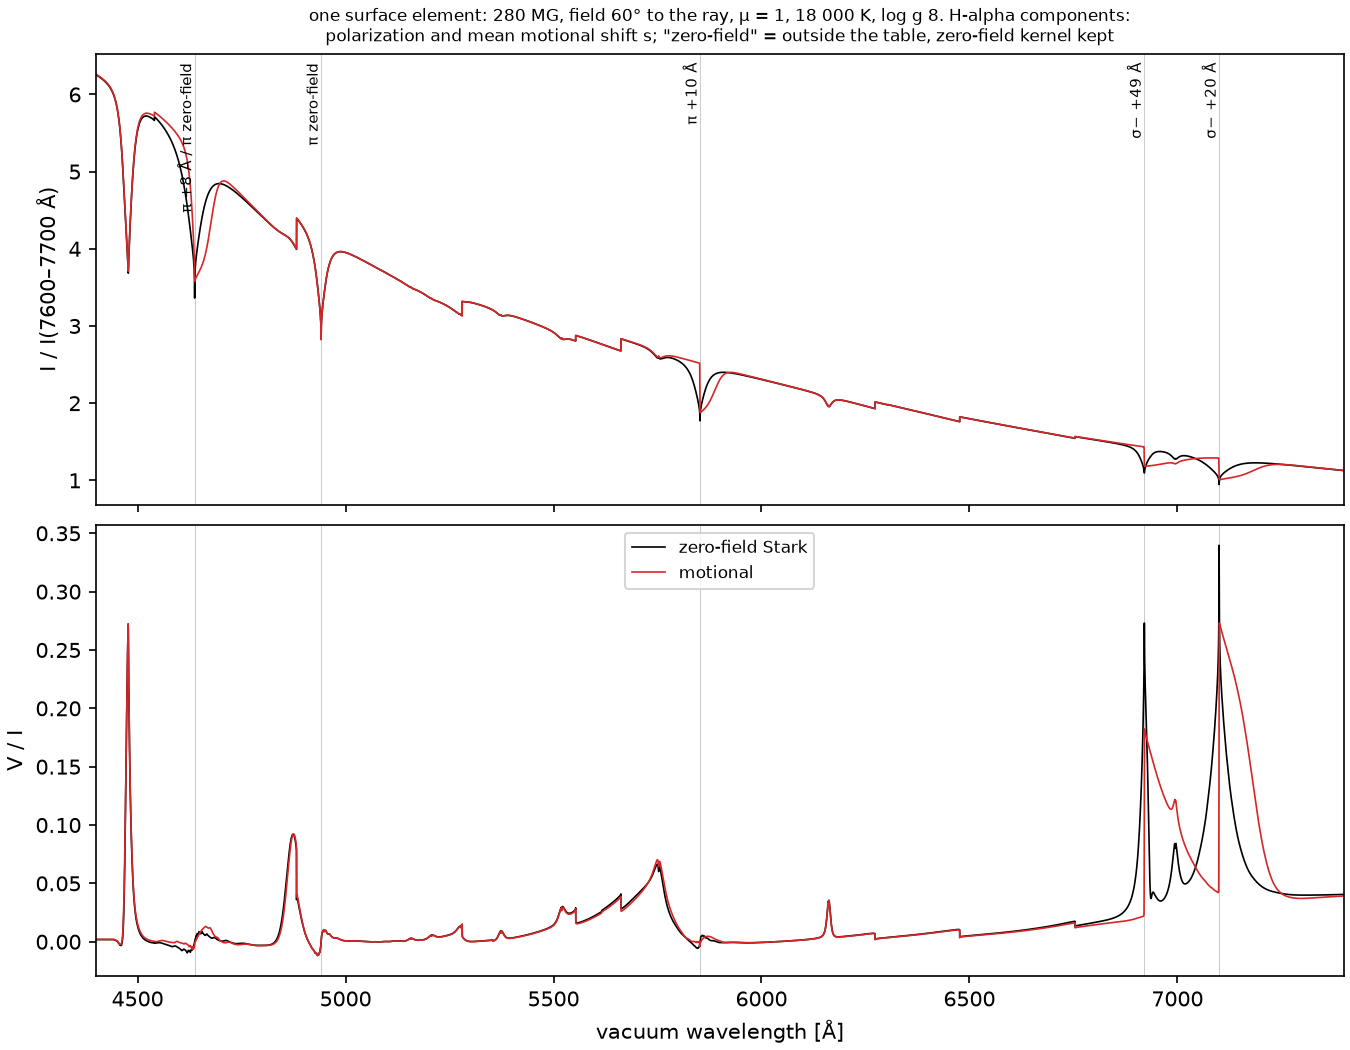 one surface element: 280 MG, field 60° to the ray, μ = 1, 18 000 K, log g 8. H-alpha components:
polarization and mean motional shift s; "zero-field" = outside the table, zero-field kernel kept
I / I(7600–7700 Å)
6
5
4
3
2
1
π +8 Å / π zero-field
π zero-field
π +10 Å
σ− +49 Å
σ− +20 Å
V / I
0.35
0.30
0.25
0.20
0.15
0.10
0.05
0.00
zero-field Stark
motional
4500
5000
5500
6000
6500
7000
vacuum wavelength [Å]